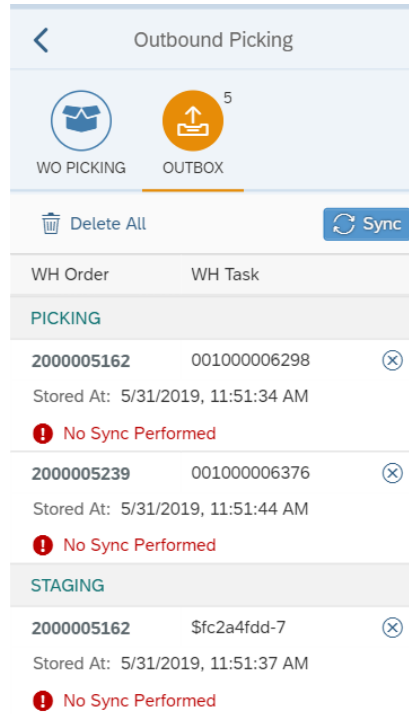 Outbound Picking
5
WO PICKING OUTBOX
Delete All Sync
WH Order WH Task
PICKING
2000005162 001000006298
Stored At: 5/31/2019, 11:51:34 AM
No Sync Performed
2000005239 001000006376
Stored At: 5/31/2019, 11:51:44 AM
No Sync Performed
STAGING
2000005162 $fc2a4fdd-7
Stored At: 5/31/2019, 11:51:37 AM
No Sync Performed